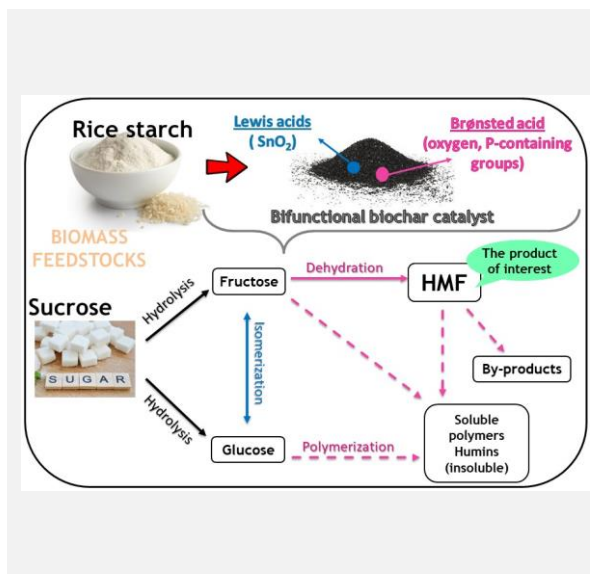 Rice starch
Lewis acids
( SnO₂)
Brønsted acid
(oxygen, P-containing
groups)
Bifunctional biochar catalyst
BIOMASS
FEEDSTOCKS
The product
of interest
Sucrose
Hydrolysis
Fructose
Dehydration
HMF
SUGAR
Isomerization
By-products
Hydrolysis
Glucose
Polymerization
Soluble
polymers
Humins
(insoluble)